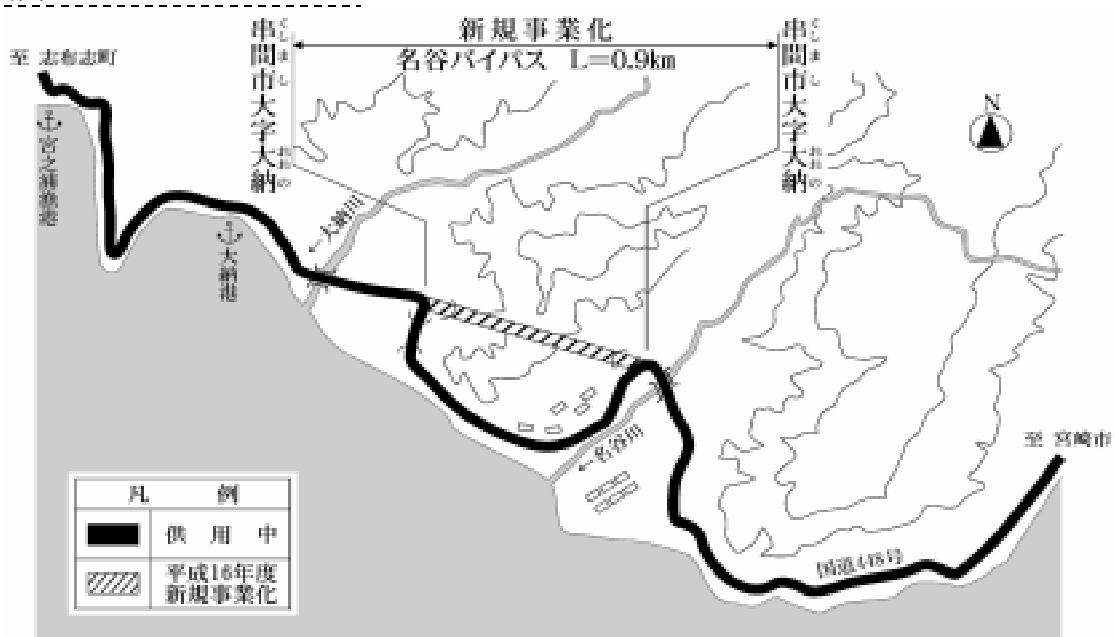 新規事業化
名谷バイパス L=0.9km
串間市大字大納
くしまし
おおの
串間市大字大納
くしまし
おおの
至 志布志町
宮之浦漁港
大納港
←大納川
N
←名谷川
至 宮崎市
国道448号
凡 例
供 用 中
平成16年度
新規事業化